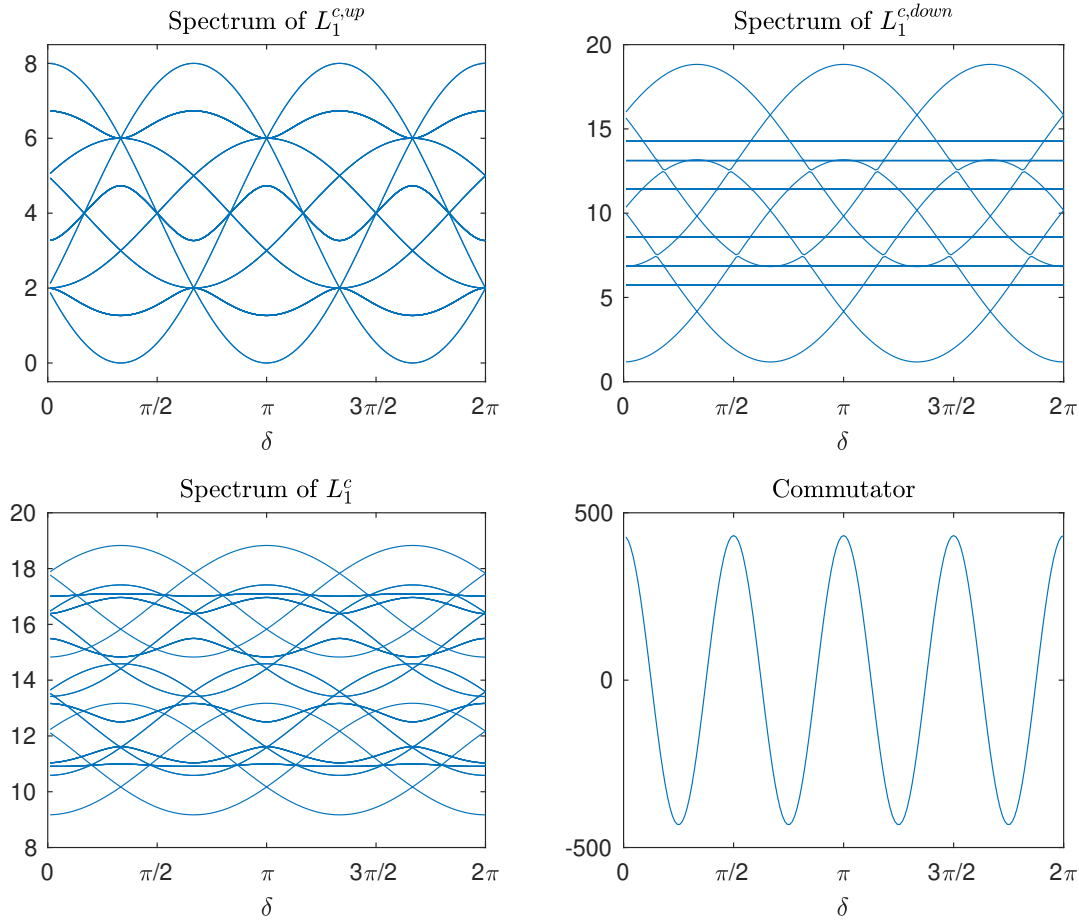 Spectrum of $L_1^{c,up}$
8
6
4
2
0
0 π/2 π 3π/2 2π
δ
Spectrum of $L_1^{c,down}$
20
15
10
5
0
0 π/2 π 3π/2 2π
δ
Spectrum of $L_1^c$
20
18
16
14
12
10
8
0 π/2 π 3π/2 2π
δ
Commutator
500
0
-500
0 π/2 π 3π/2 2π
δ